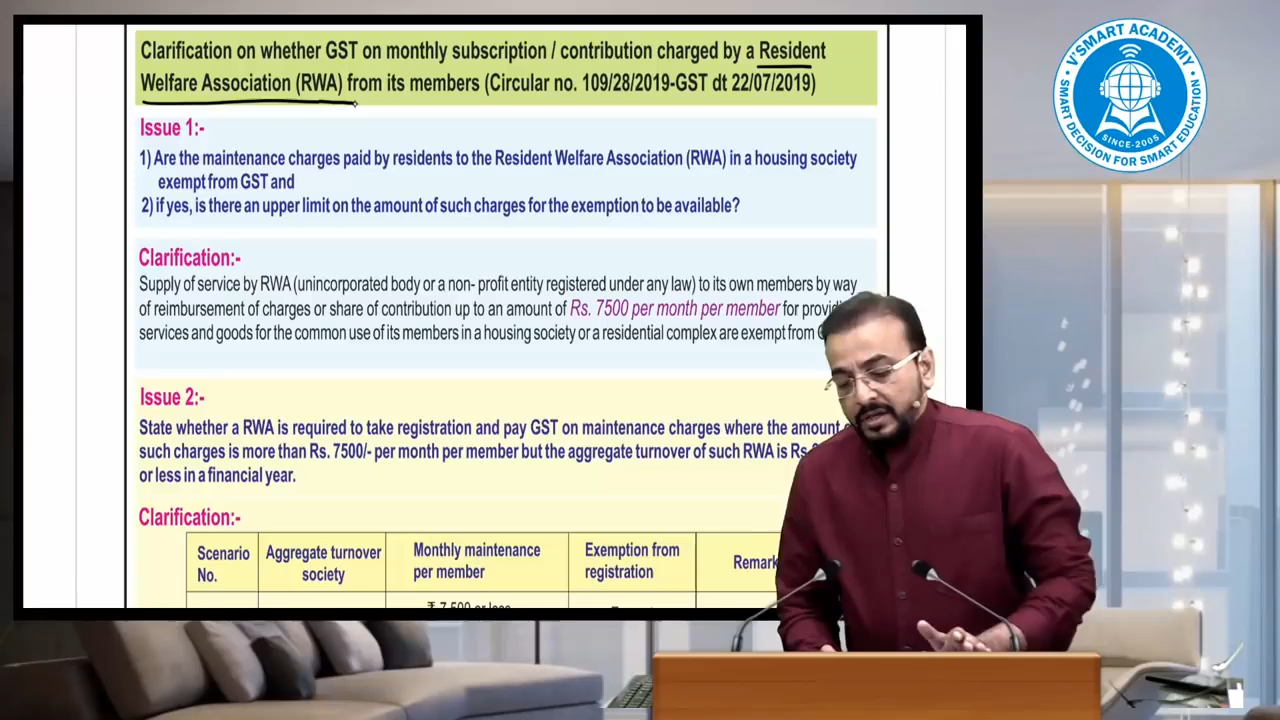 Clarification on whether GST on monthly subscription / contribution charged by a Resident
Welfare Association (RWA) from its members (Circular no. 109/28/2019-GST dt 22/07/2019)
Issue 1:-
1) Are the maintenance charges paid by residents to the Resident Welfare Association (RWA) in a housing society
exempt from GST and
2) if yes, is there an upper limit on the amount of such charges for the exemption to be available?
Clarification:-
Supply of service by RWA (unincorporated body or a non- profit entity registered under any law) to its own members by way
of reimbursement of charges or share of contribution up to an amount of Rs. 7500 per month per member for
services and goods for the common use of its members in a housing society or a residential complex are exempt from
Issue 2:-
State whether a RWA is required to take registration and pay GST on maintenance charges where the amount
such charges is more than Rs. 7500/- per month per member but the aggregate turnover of such RWA is Rs.
or less in a financial year.
Clarification:-
Scenario No.
Aggregate turnover society
Monthly maintenance per member
Exemption from registration
₹ 7,500 or less
V'SMART ACADEMY
SINCE-2005
SMART DECISION FOR SMART EDUCATION